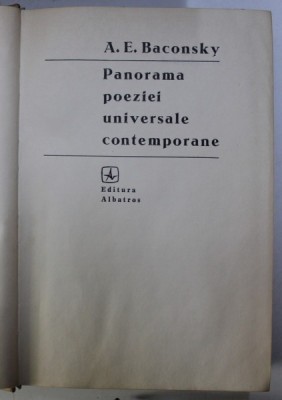 A. E. Baconsky
Panorama
poeziei
universale
contemporane
Editura
Albatros